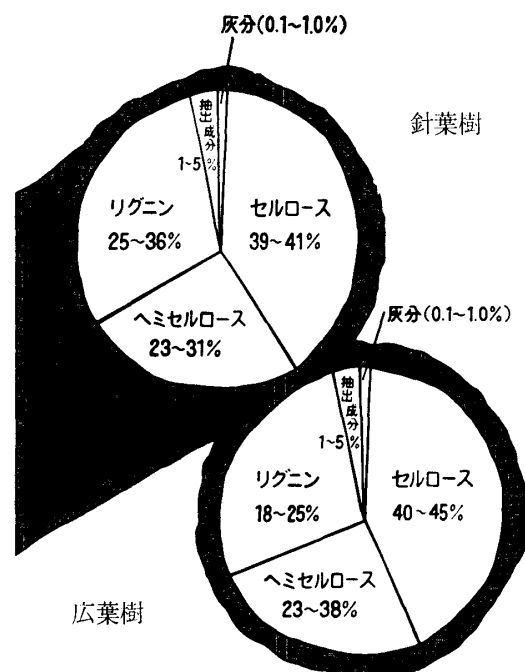 灰分(0.1~1.0%)
針葉樹
抽出成分
1~5%
リグニン
25~36%
セルロース
39~41%
ヘミセルロース
23~31%
灰分(0.1~1.0%)
抽出成分
1~5%
リグニン
18~25%
セルロース
40~45%
ヘミセルロース
23~38%
広葉樹